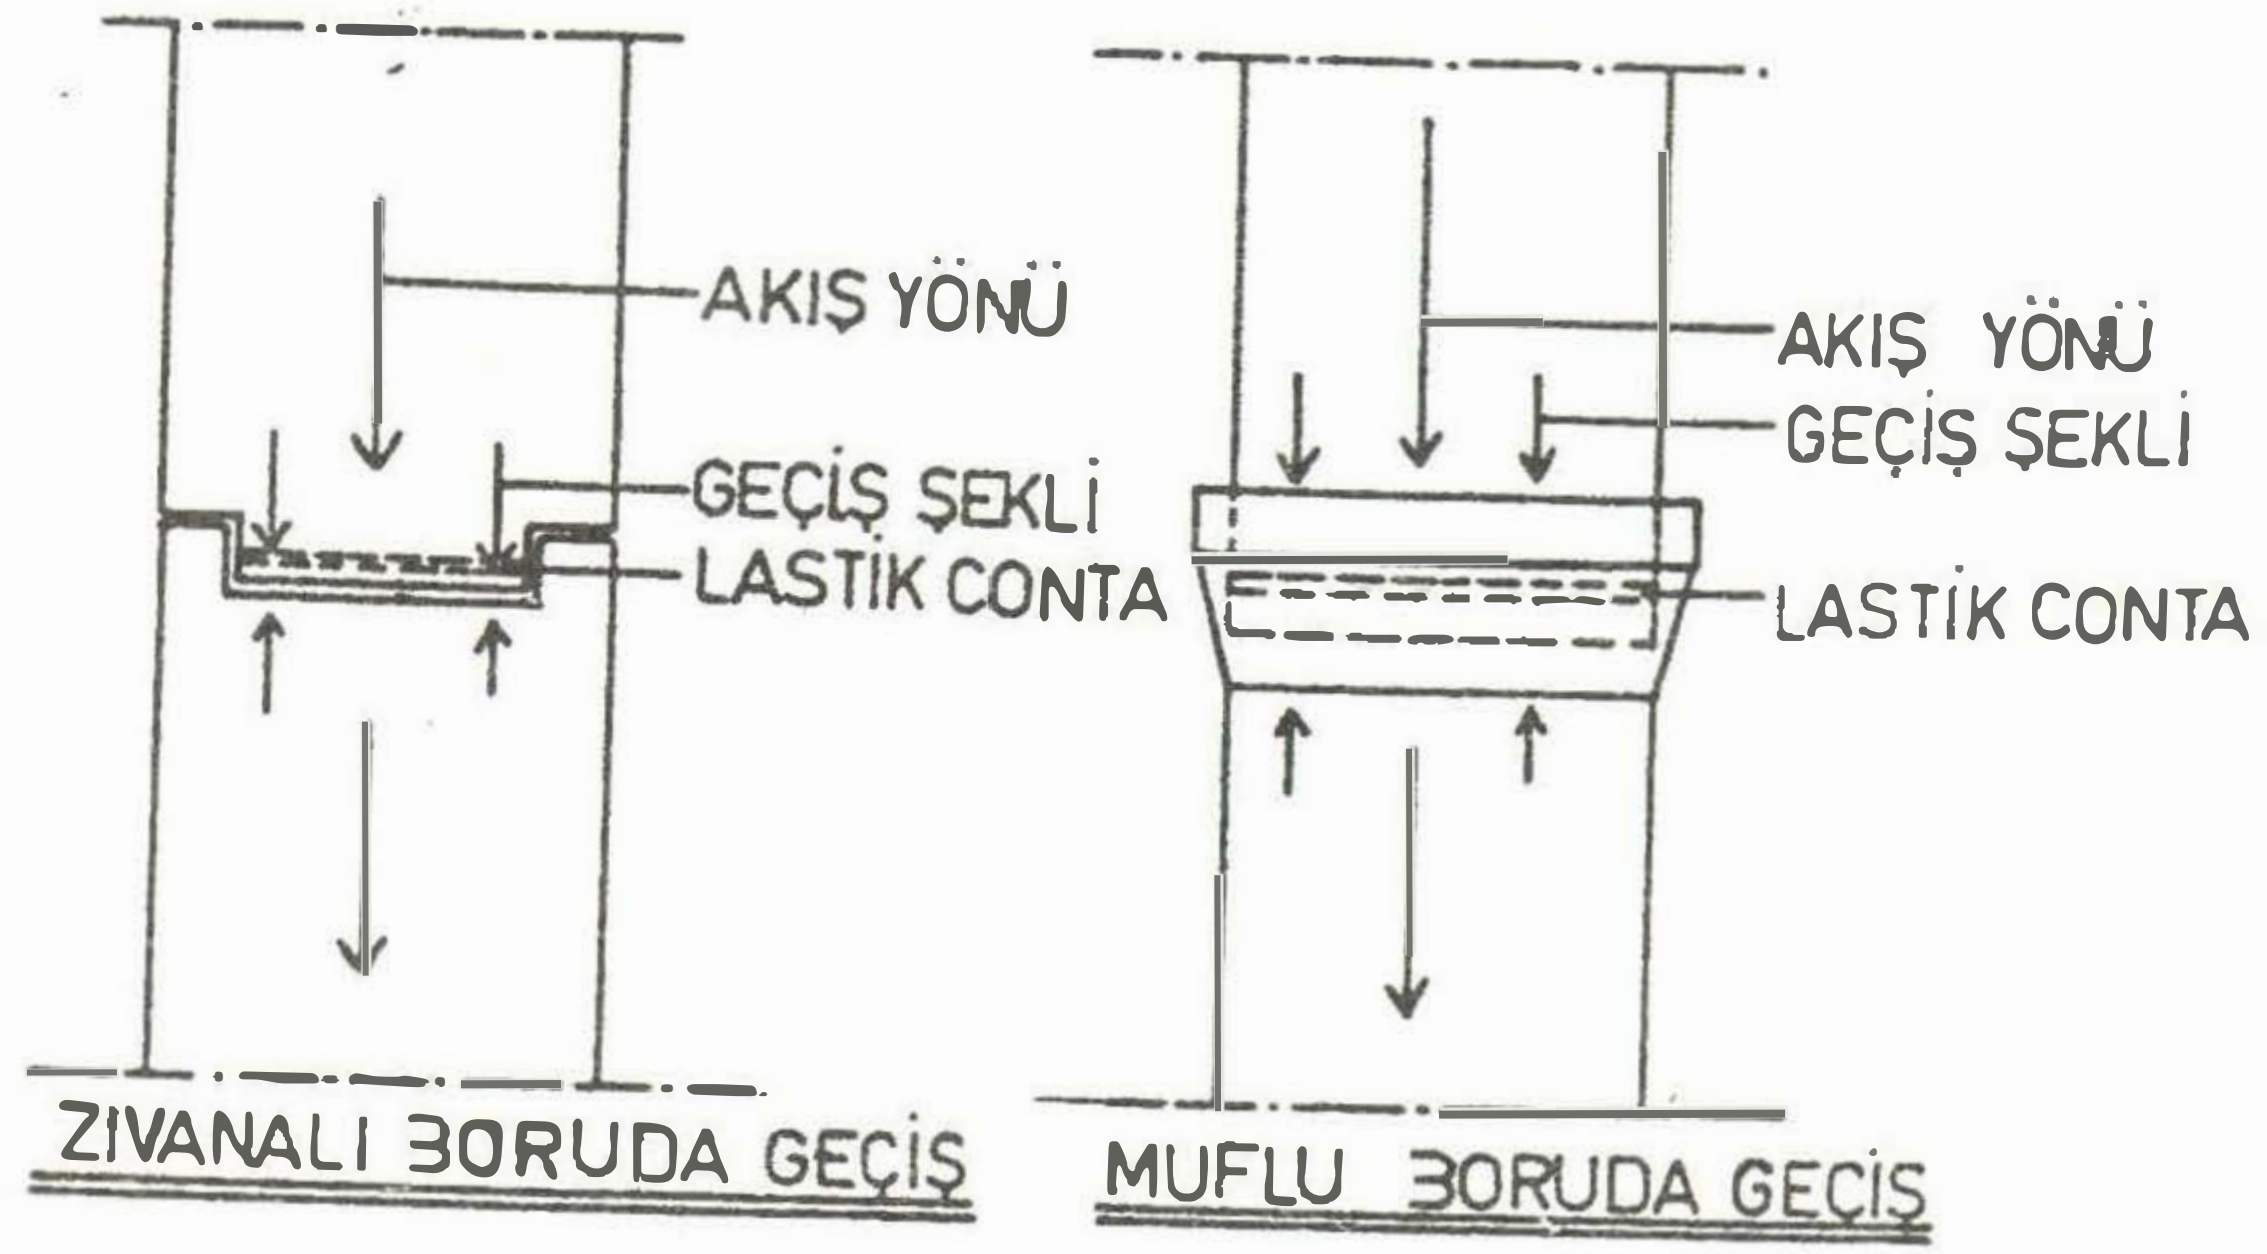 AKIŞ YÖNÜ
GEÇİŞ ŞEKLİ
LASTİK CONTA
ZIVANALI BORUDA GEÇİŞ
AKIŞ YÖNÜ
GEÇİŞ ŞEKLİ
LASTİK CONTA
MUFLU BORUDA GEÇİŞ